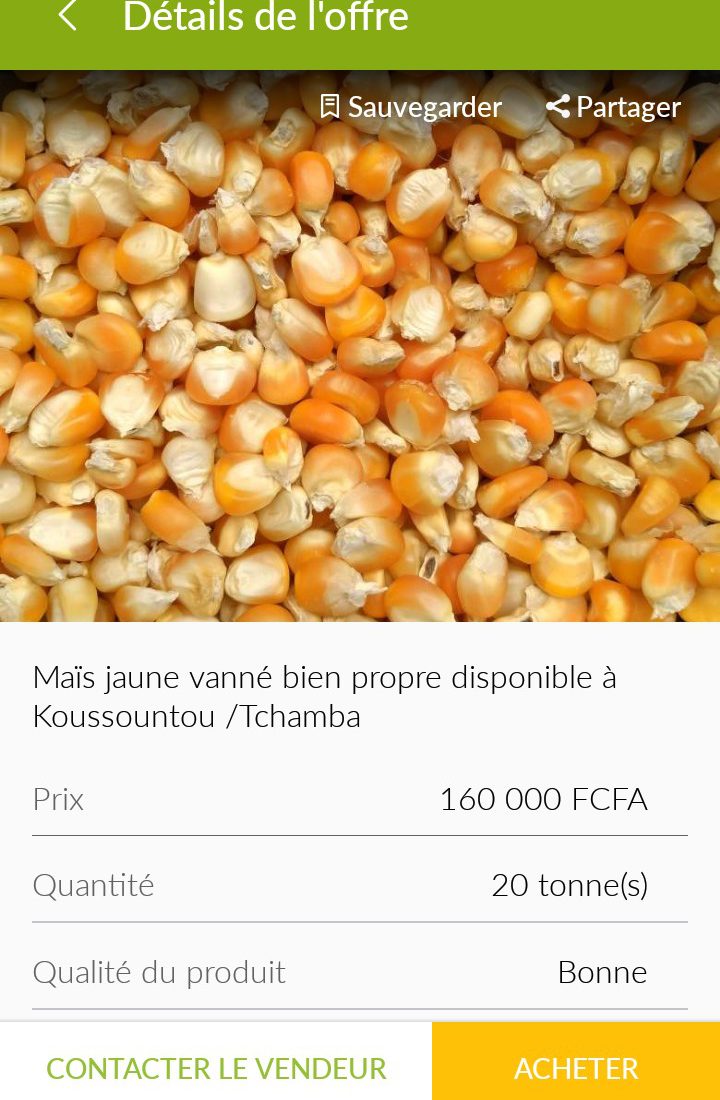 Détails de l'offre
Sauvegarder
Partager
Maïs jaune vanné bien propre disponible à
Koussountou /Tchamba
Prix
160 000 FCFA
Quantité
20 tonne(s)
Qualité du produit
Bonne
CONTACTER LE VENDEUR
ACHETER